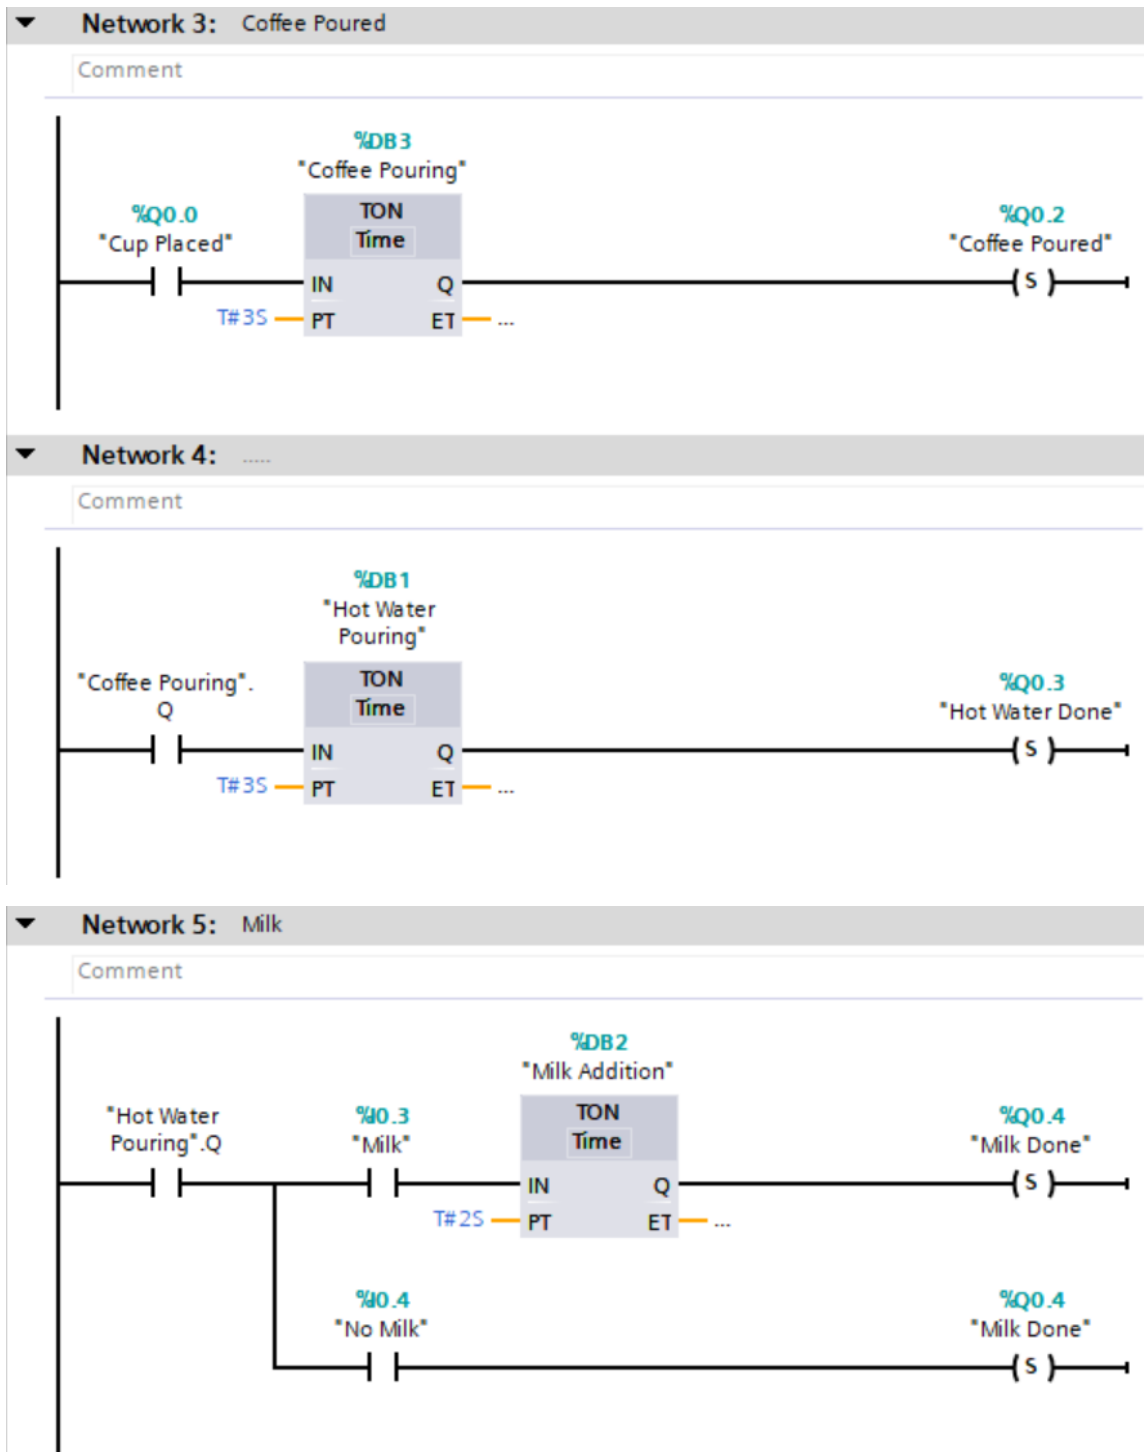 Network 3: Coffee Poured
Comment
%DB3
"Coffee Pouring"
%Q0.0
"Cup Placed"
TON
Time
%Q0.2
"Coffee Poured"
IN Q
( S )
T#3S PT ET ...
Network 4: .....
Comment
%DB1
"Hot Water
Pouring"
"Coffee Pouring".
Q
TON
Time
%Q0.3
"Hot Water Done"
IN Q
( S )
T#3S PT ET ...
Network 5: Milk
Comment
%DB2
"Milk Addition"
"Hot Water
Pouring".Q
%I0.3
"Milk"
TON
Time
%Q0.4
"Milk Done"
IN Q
( S )
T#2S PT ET ...
%I0.4
"No Milk"
%Q0.4
"Milk Done"
( S )